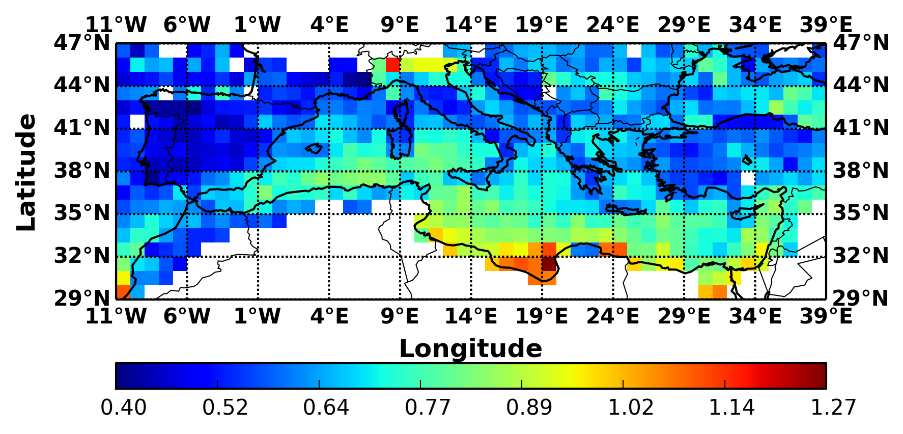 11°W 6°W 1°W 4°E 9°E 14°E 19°E 24°E 29°E 34°E 39°E
47°N 47°N
44°N 44°N
41°N 41°N
38°N 38°N
35°N 35°N
32°N 32°N
29°N 29°N
Latitude
11°W 6°W 1°W 4°E 9°E 14°E 19°E 24°E 29°E 34°E 39°E
Longitude
0.40 0.52 0.64 0.77 0.89 1.02 1.14 1.27